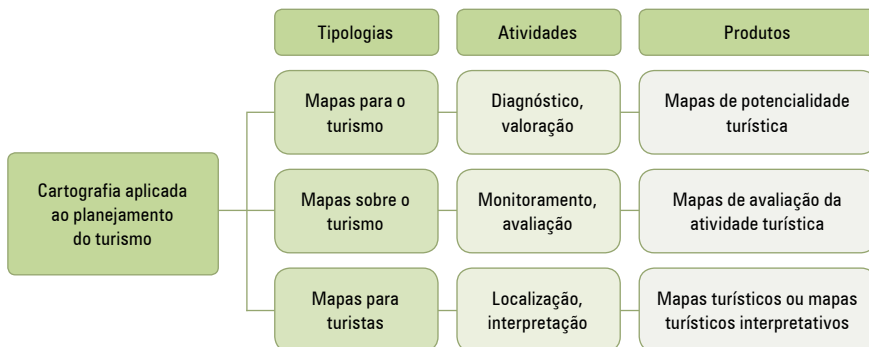 Tipologias
Atividades
Produtos
Mapas para o
turismo
Diagnóstico,
valoração
Mapas de potencialidade
turística
Cartografia aplicada
ao planejamento
do turismo
Mapas sobre o
turismo
Monitoramento,
avaliação
Mapas de avaliação da
atividade turística
Mapas para
turistas
Localização,
interpretação
Mapas turísticos ou mapas
turísticos interpretativos